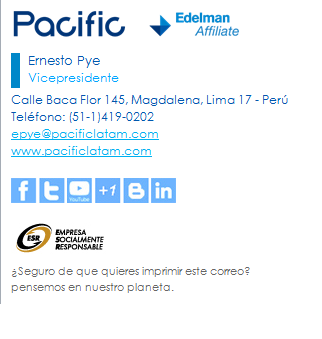 Pacific Edelman
Affiliate
Ernesto Pye
Vicepresidente
Calle Baca Flor 145, Magdalena, Lima 17 - Perú
Teléfono: (51-1)419-0202
epye@pacificlatam.com
www.pacificlatam.com
f t You YouTube +1 B in
ESR EMPRESA
SOCIALMENTE
RESPONSABLE
¿Seguro de que quieres imprimir este correo?
pensemos en nuestro planeta.